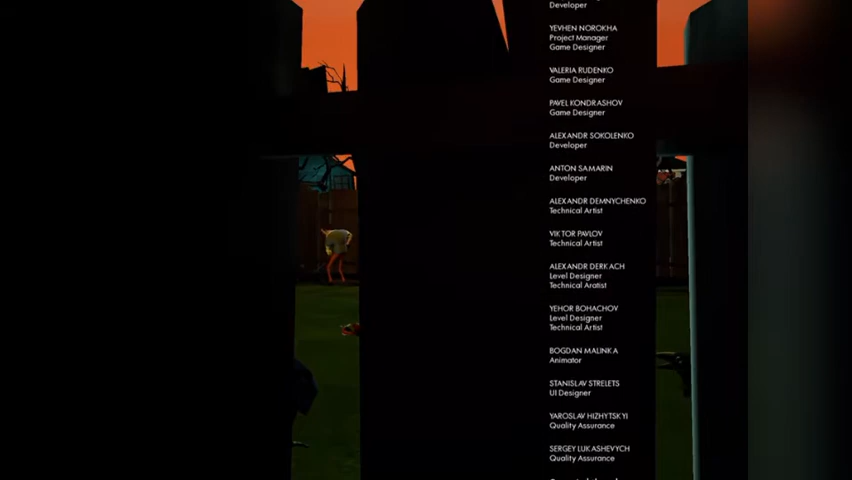 Developer
YEVHEN NOROKHA
Project Manager
Game Designer
VALERIA RUDENKO
Game Designer
PAVEL KONDRASHOV
Game Designer
ALEXANDR SOKOLENKO
Developer
ANTON SAMARIN
Developer
ALEXANDR DEMNYCHENKO
Technical Artist
VIKTOR PAVLOV
Technical Artist
ALEXANDR DERKACH
Level Designer
Technical Aratist
YEHOR BOHACHOV
Level Designer
Technical Artist
BOGDAN MALINKA
Animator
STANISLAV STRELETS
UI Designer
YAROSLAV HIZHYTSKYI
Quality Assurance
SERGEY LUKASHEVYCH
Quality Assurance